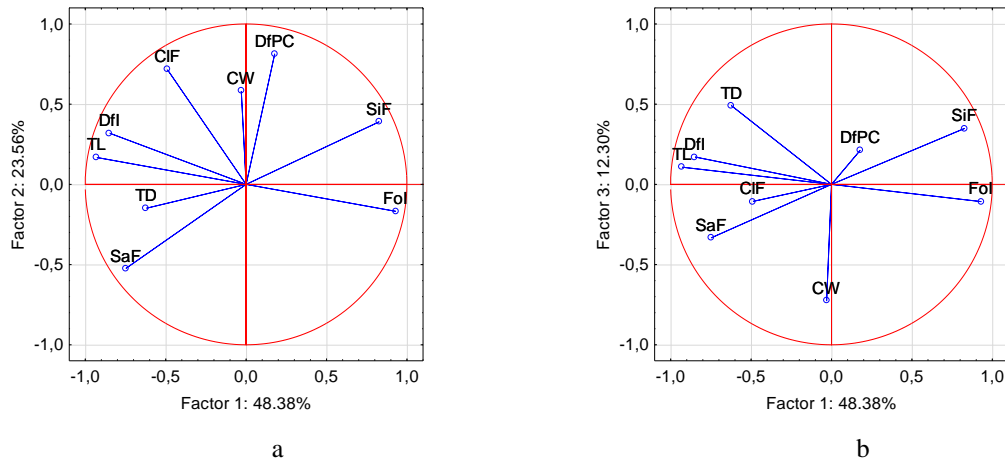 1,0
0,5
0,0
-0,5
-1,0
Factor 2: 23.56%
ClF
DfPC
CW
SiF
DfI
TL
TD
FoI
SaF
-1,0 -0,5 0,0 0,5 1,0
Factor 1: 48.38%
a
1,0
0,5
0,0
-0,5
-1,0
Factor 3: 12.30%
TD
SiF
DfPC
DfI
TL
ClF
FoI
SaF
CW
-1,0 -0,5 0,0 0,5 1,0
Factor 1: 48.38%
b